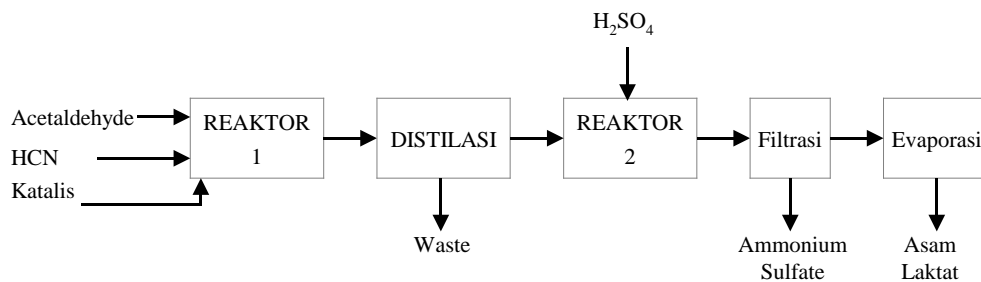 H₂SO₄
Acetaldehyde
HCN
Katalis
REAKTOR
1
DISTILASI
REAKTOR
2
Filtrasi
Evaporasi
Waste
Ammonium
Sulfate
Asam
Laktat